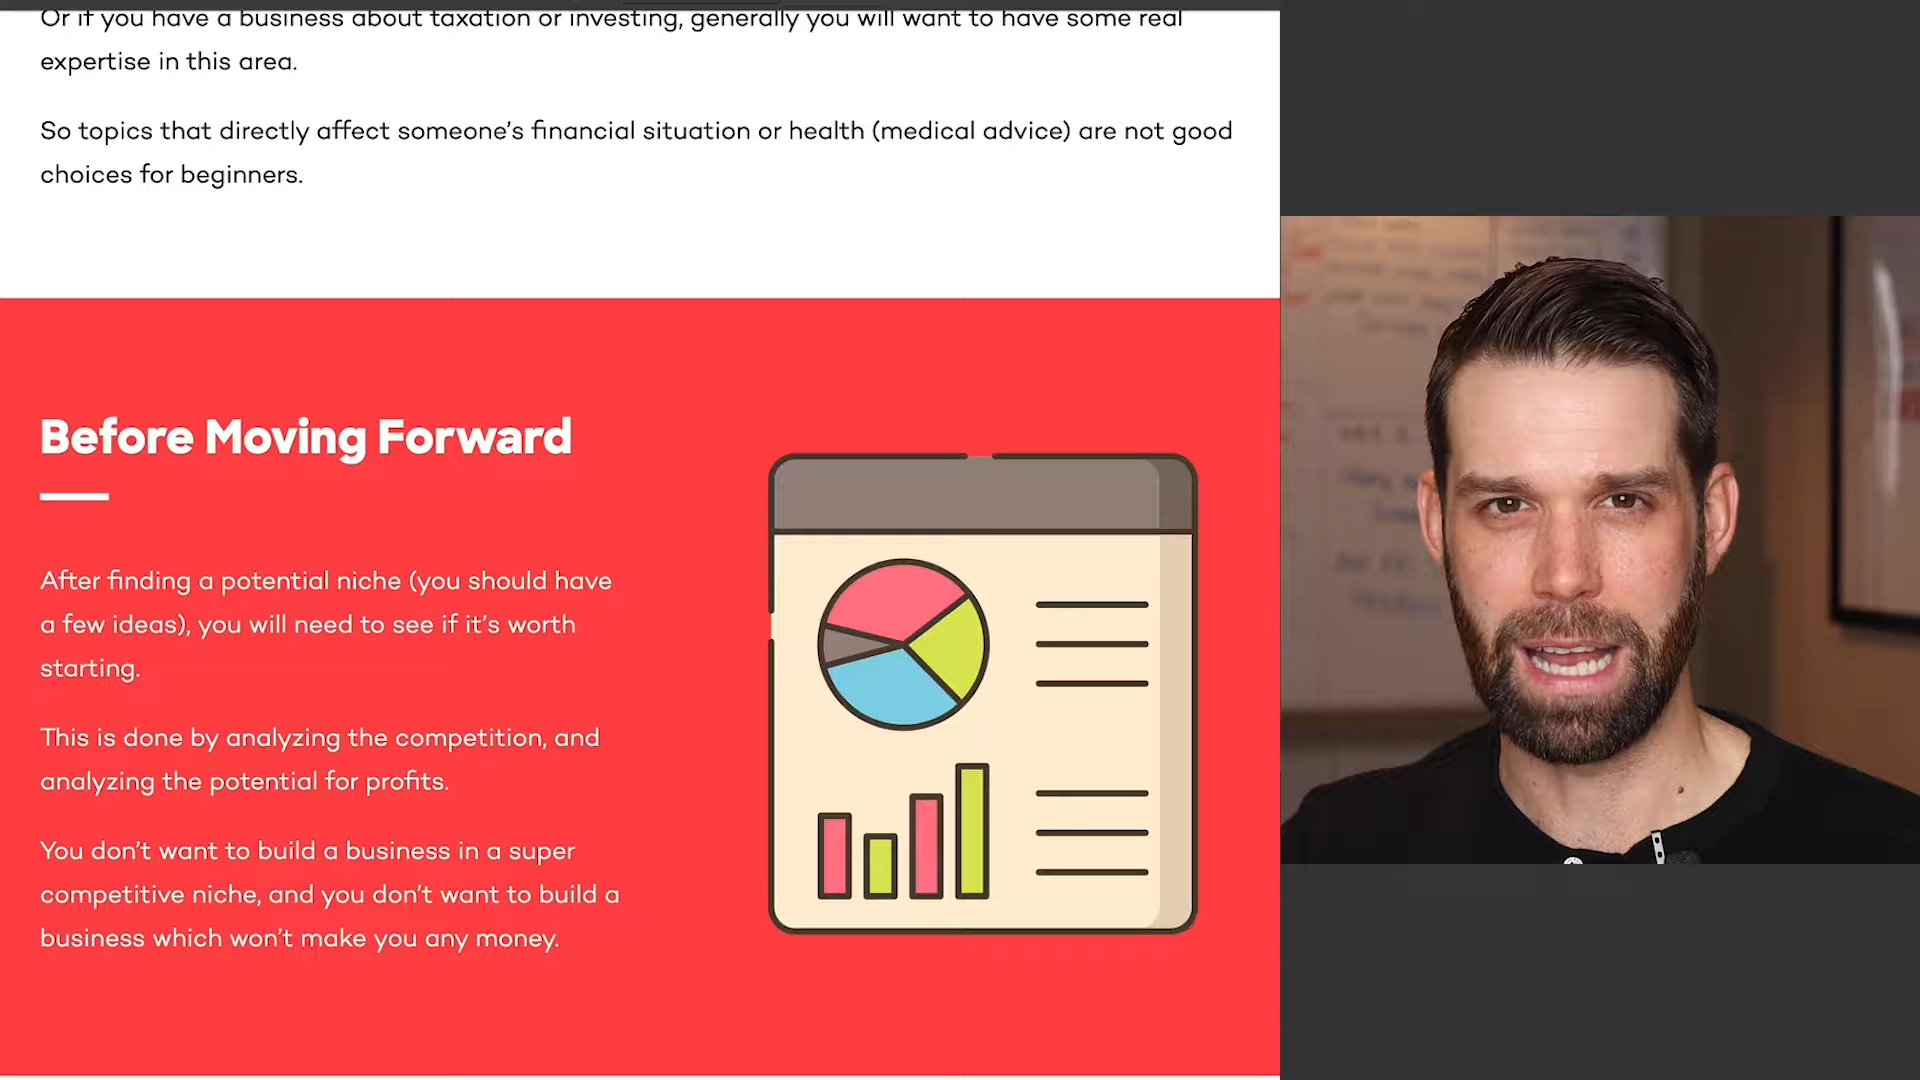 Or if you have a business about taxation or investing, generally you will want to have some real
expertise in this area.
So topics that directly affect someone’s financial situation or health (medical advice) are not good
choices for beginners.
Before Moving Forward
After finding a potential niche (you should have
a few ideas), you will need to see if it’s worth
starting.
This is done by analyzing the competition, and
analyzing the potential for profits.
You don’t want to build a business in a super
competitive niche, and you don’t want to build a
business which won’t make you any money.